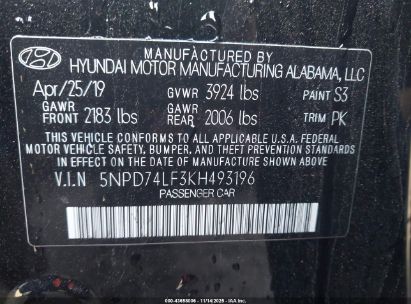 MANUFACTURED BY
HYUNDAI MOTOR MANUFACTURING ALABAMA, LLC
Apr/25/19 GVWR 3924 lbs PAINT S3
GAWR FRONT 2183 lbs GAWR REAR 2006 lbs TRIM PK
THIS VEHICLE CONFORMS TO ALL APPLICABLE U.S.A FEDERAL
MOTOR VEHICLE SAFETY, BUMPER, AND THEFT PREVENTION STANDARDS
IN EFFECT ON THE DATE OF MANUFACTURE SHOWN ABOVE.
V.I.N 5NPD74LF3KH493196
PASSENGER CAR